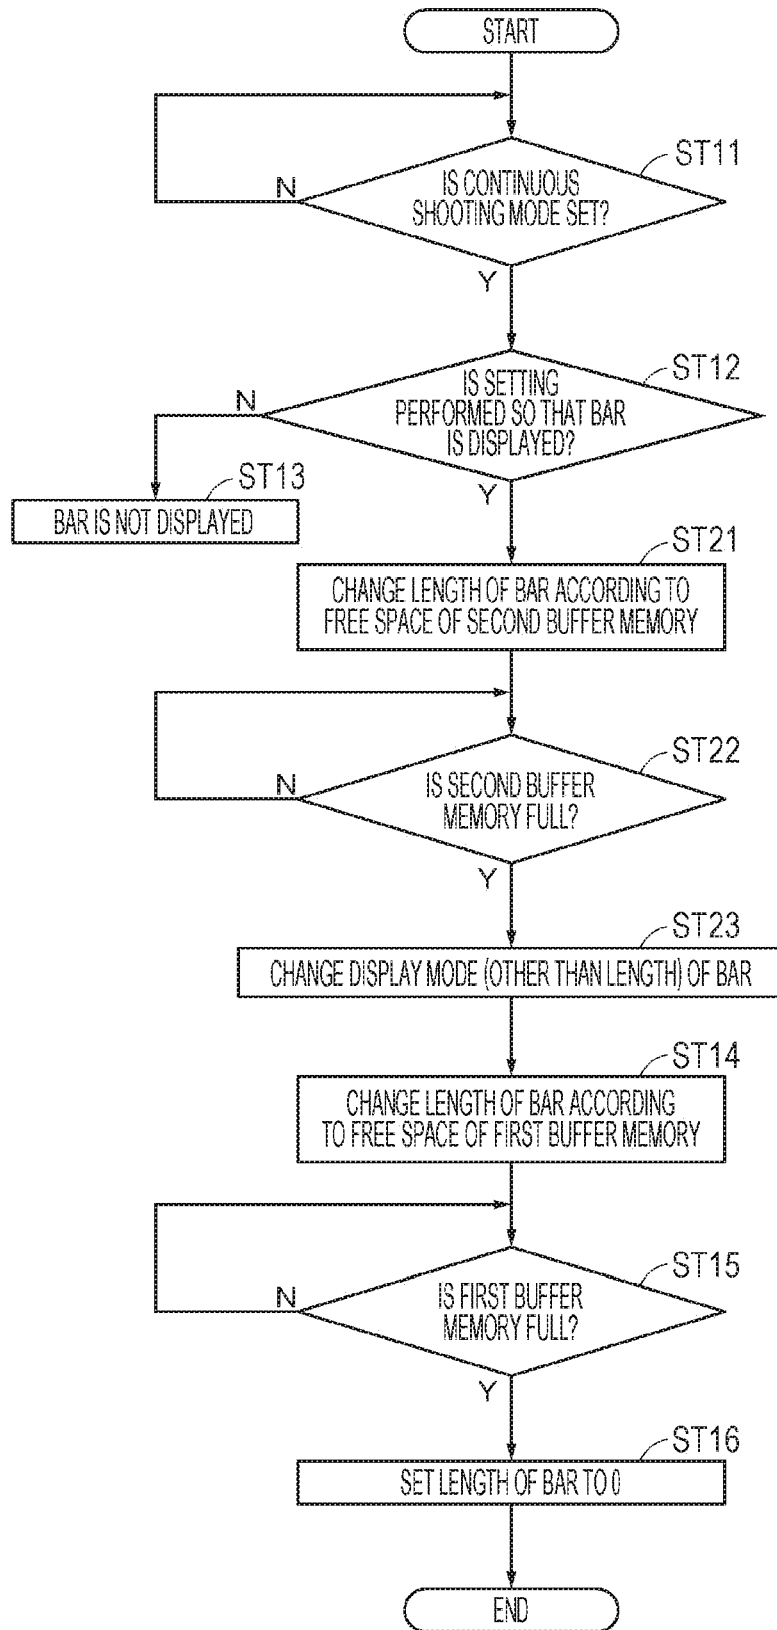 START
ST11
N
IS CONTINUOUS
SHOOTING MODE SET?
Y
ST12
N
IS SETTING
PERFORMED SO THAT BAR
IS DISPLAYED?
Y
ST13
BAR IS NOT DISPLAYED
ST21
CHANGE LENGTH OF BAR ACCORDING TO
FREE SPACE OF SECOND BUFFER MEMORY
ST22
N
IS SECOND BUFFER
MEMORY FULL?
Y
ST23
CHANGE DISPLAY MODE (OTHER THAN LENGTH) OF BAR
ST14
CHANGE LENGTH OF BAR ACCORDING
TO FREE SPACE OF FIRST BUFFER MEMORY
ST15
N
IS FIRST BUFFER
MEMORY FULL?
Y
ST16
SET LENGTH OF BAR TO 0
END